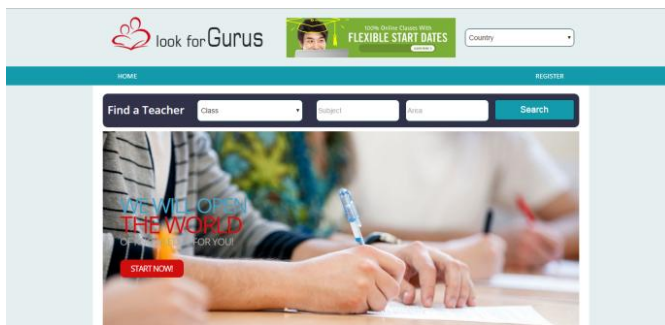 look for Gurus
100% Online Classes With
FLEXIBLE START DATES
Country
HOME
REGISTER
Find a Teacher
Class
Subject
Area
Search
WE WILL OPEN
THE WORLD
FOR YOU!
START NOW!